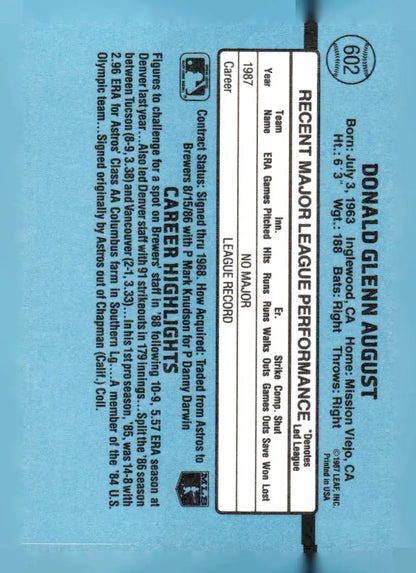 602
DONALD GLENN AUGUST
Born: July 3, 1963 Inglewood, CA Home: Mission Viejo, CA
Ht.: 6' 3" Wgt.: 188 Bats: Right Throws: Right
©1987 LEAF, INC.
Printed in USA
RECENT MAJOR LEAGUE PERFORMANCE *Denotes Led League
Team Inn. Er. Strike Comp. Shut
Year Name ERA Games Pitched Hits Runs Runs Walks Outs Games Outs Save Won Lost
1987 NO MAJOR
Career LEAGUE RECORD
Contract Status: Signed thru 1988. How Acquired: Traded from Astros to
Brewers 8/15/86 with P Mark Knudson for P Danny Darwin
CAREER HIGHLIGHTS
Figures to challenge for a spot on Brewers' staff in '88 following 10-9, 5.57 ERA season at
Denver last year...Also led Denver staff with 91 strikeouts in 179 innings...Split the '86 season
between Tucson (8-9, 3.38) and Vancouver (2-1, 3.33)...In his 1st pro season, '85, was 14-8 with
2.96 ERA for Astros' Class AA Columbus farm in Southern Lg....A member of the '84 U.S.
Olympic team...Signed originally by Astros out of Chapman (Calif.) Coll.
MLB